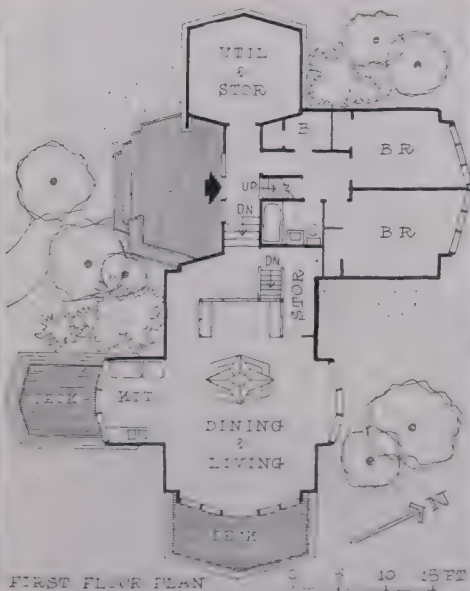 UTIL
&
STOR
B
BR
UP
DN
BR
DN
STOR
DECK
KIT
DINING
&
LIVING
DECK
N
FIRST FLOOR PLAN
0 5 10 15 FT